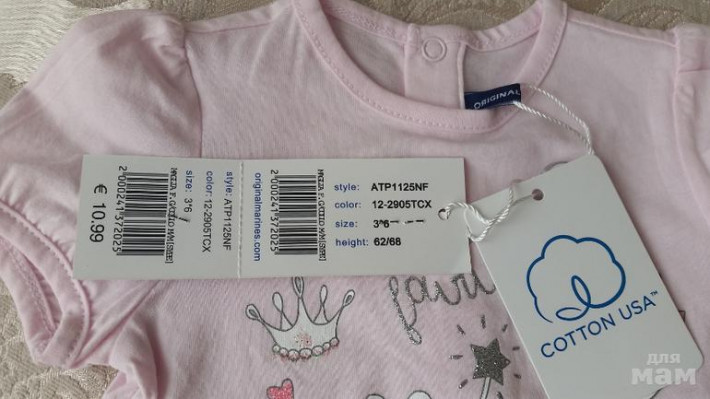 ORIGINAL
€ 10.99
2000241372025
size: 3*6
color: 12-2905TCX
style: ATP1125NF
originalmarines.com
2000241372025
style: ATP1125NF
color: 12-2905TCX
size: 3*6
height: 62/68
COTTON USA™
fairy
для
мам